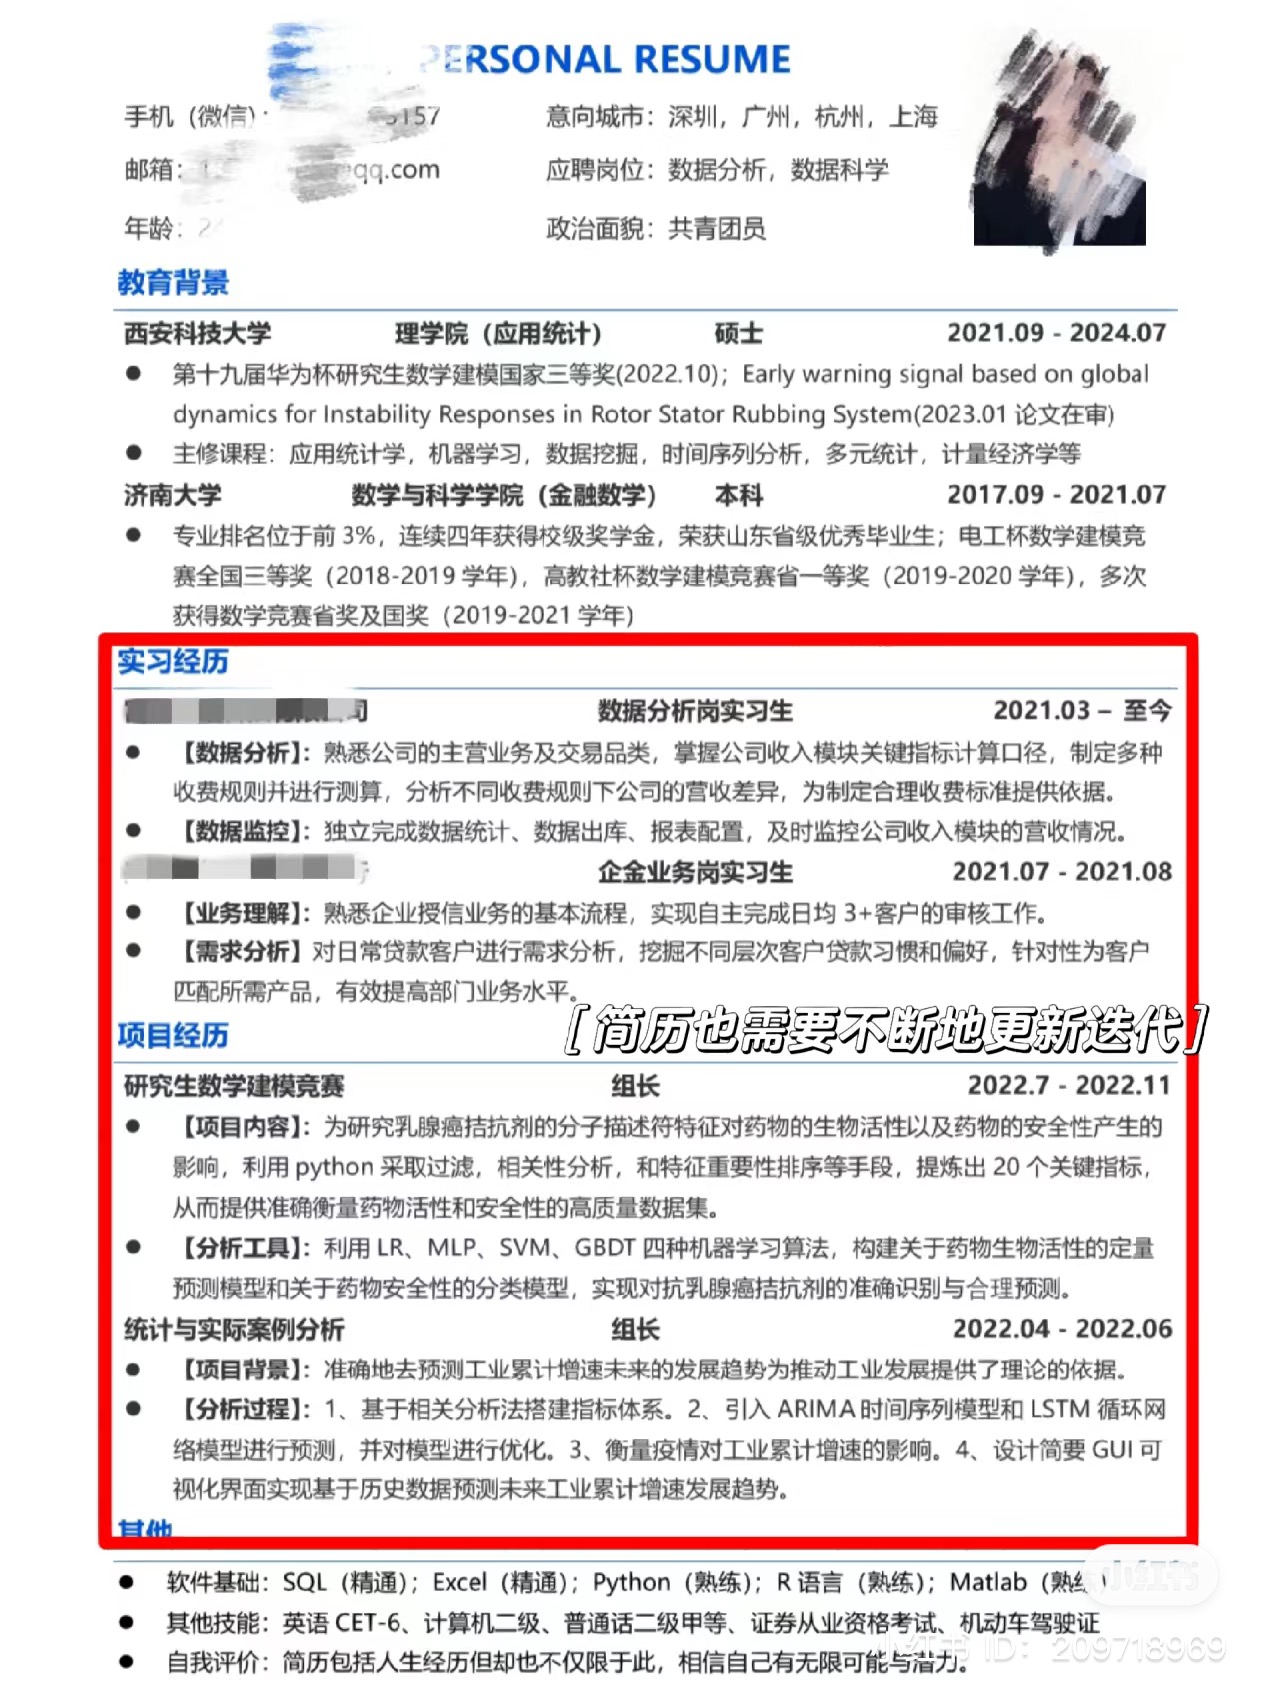 PERSONAL RESUME
手机（微信）： 5157
意向城市：深圳，广州，杭州，上海
邮箱： qq.com
应聘岗位：数据分析，数据科学
年龄：
政治面貌：共青团员
教育背景
西安科技大学 理学院（应用统计） 硕士 2021.09 - 2024.07
● 第十九届华为杯研究生数学建模国家三等奖(2022.10)；Early warning signal based on global
dynamics for Instability Responses in Rotor Stator Rubbing System(2023.01 论文在审)
● 主修课程：应用统计学，机器学习，数据挖掘，时间序列分析，多元统计，计量经济学等
济南大学 数学与科学学院（金融数学） 本科 2017.09 - 2021.07
● 专业排名位于前 3%，连续四年获得校级奖学金，荣获山东省级优秀毕业生；电工杯数学建模竞
赛全国三等奖（2018-2019 学年），高教社杯数学建模竞赛省一等奖（2019-2020 学年），多次
获得数学竞赛省奖及国奖（2019-2021 学年）
实习经历
司 数据分析岗实习生 2021.03 – 至今
● 【数据分析】：熟悉公司的主营业务及交易品类，掌握公司收入模块关键指标计算口径，制定多种
收费规则并进行测算，分析不同收费规则下公司的营收差异，为制定合理收费标准提供依据。
● 【数据监控】：独立完成数据统计、数据出库、报表配置，及时监控公司收入模块的营收情况。
企金业务岗实习生 2021.07 - 2021.08
● 【业务理解】：熟悉企业授信业务的基本流程，实现自主完成日均 3+客户的审核工作。
● 【需求分析】对日常贷款客户进行需求分析，挖掘不同层次客户贷款习惯和偏好，针对性为客户
匹配所需产品，有效提高部门业务水平。
[简历也需要不断地更新迭代]
项目经历
研究生数学建模竞赛 组长 2022.7 - 2022.11
● 【项目内容】：为研究乳腺癌拮抗剂的分子描述符特征对药物的生物活性以及药物的安全性产生的
影响，利用 python 采取过滤，相关性分析，和特征重要性排序等手段，提炼出 20 个关键指标，
从而提供准确衡量药物活性和安全性的高质量数据集。
● 【分析工具】：利用 LR、MLP、SVM、GBDT 四种机器学习算法，构建关于药物生物活性的定量
预测模型和关于药物安全性的分类模型，实现对抗乳腺癌拮抗剂的准确识别与合理预测。
统计与实际案例分析 组长 2022.04 - 2022.06
● 【项目背景】：准确地去预测工业累计增速未来的发展趋势为推动工业发展提供了理论的依据。
● 【分析过程】：1、基于相关分析法搭建指标体系。2、引入 ARIMA 时间序列模型和 LSTM 循环网
络模型进行预测，并对模型进行优化。3、衡量疫情对工业累计增速的影响。4、设计简要 GUI 可
视化界面实现基于历史数据预测未来工业累计增速发展趋势。
其他
● 软件基础：SQL（精通）；Excel（精通）；Python（熟练）；R 语言（熟练）；Matlab（熟练）
● 其他技能：英语 CET-6、计算机二级、普通话二级甲等、证券从业资格考试、机动车驾驶证
● 自我评价：简历包括人生经历但却也不仅限于此，相信自己有无限可能与潜力。
小红书
小红书 ID：209718969